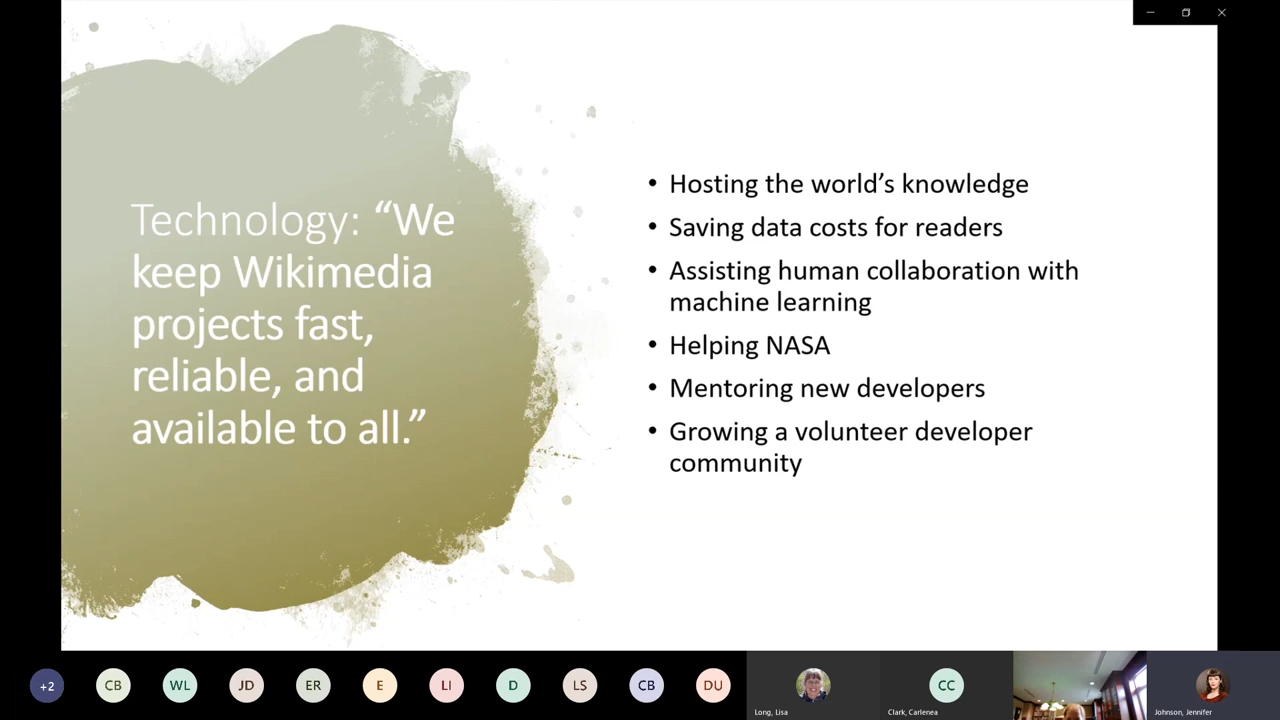 Technology: “We
keep Wikimedia
projects fast,
reliable, and
available to all.”
• Hosting the world’s knowledge
• Saving data costs for readers
• Assisting human collaboration with
machine learning
• Helping NASA
• Mentoring new developers
• Growing a volunteer developer
community
+2 CB WL JD ER E LI D LS CB DU CC
Long, Lisa Clark, Carlenea Johnson, Jennifer